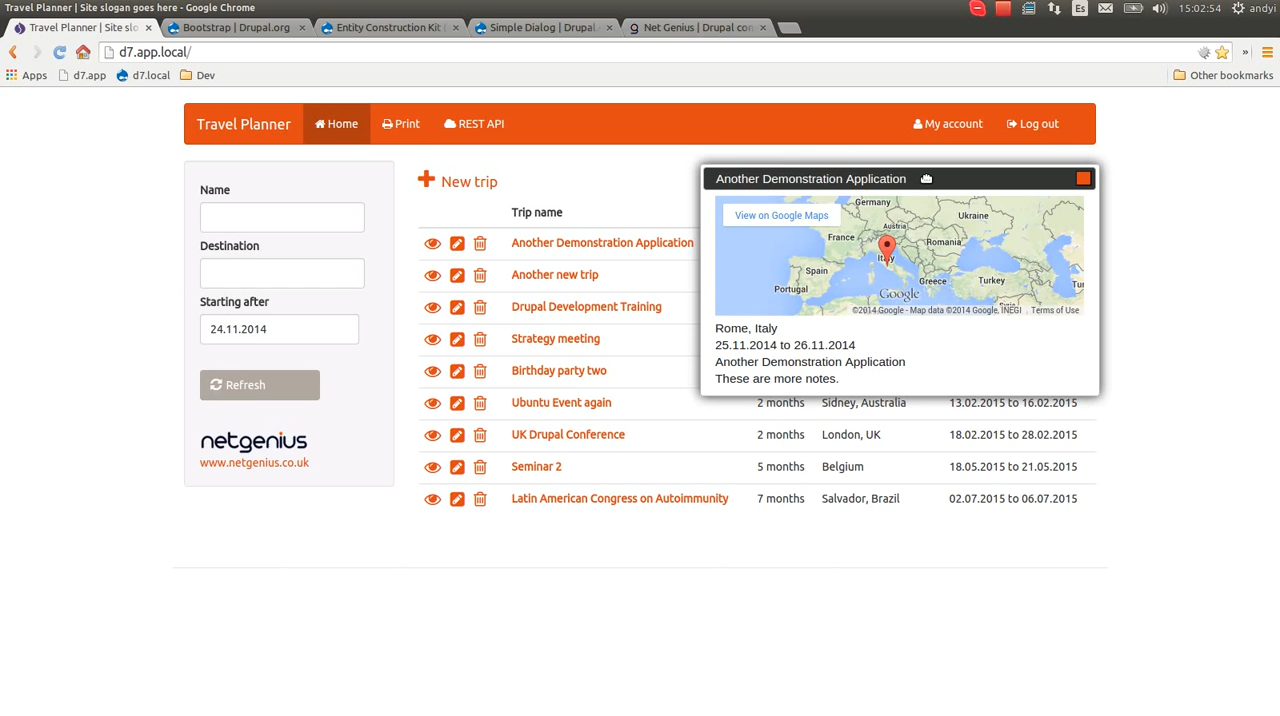 Travel Planner | Site slogan goes here - Google Chrome
Es
15:02:54
andyi
Travel Planner | Site slo
Bootstrap | Drupal.org
Entity Construction Kit |
Simple Dialog | Drupal.
Net Genius | Drupal con
d7.app.local/
Apps
d7.app
d7.local
Dev
Other bookmarks
Travel Planner
Home
Print
REST API
My account
Log out
Name
Destination
Starting after
24.11.2014
Refresh
netgenius
www.netgenius.co.uk
New trip
Trip name
Another Demonstration Application
Another new trip
Drupal Development Training
Strategy meeting
Birthday party two
Ubuntu Event again 2 months Sidney, Australia 13.02.2015 to 16.02.2015
UK Drupal Conference 2 months London, UK 18.02.2015 to 28.02.2015
Seminar 2 5 months Belgium 18.05.2015 to 21.05.2015
Latin American Congress on Autoimmunity 7 months Salvador, Brazil 02.07.2015 to 06.07.2015
Another Demonstration Application
View on Google Maps
Germany
Ukraine
Austria
France
Romania
Italy
Spain
Portugal
Greece
Turkey
Google
©2014 Google - Map data ©2014 Google, INEGI
Terms of Use
Rome, Italy
25.11.2014 to 26.11.2014
Another Demonstration Application
These are more notes.